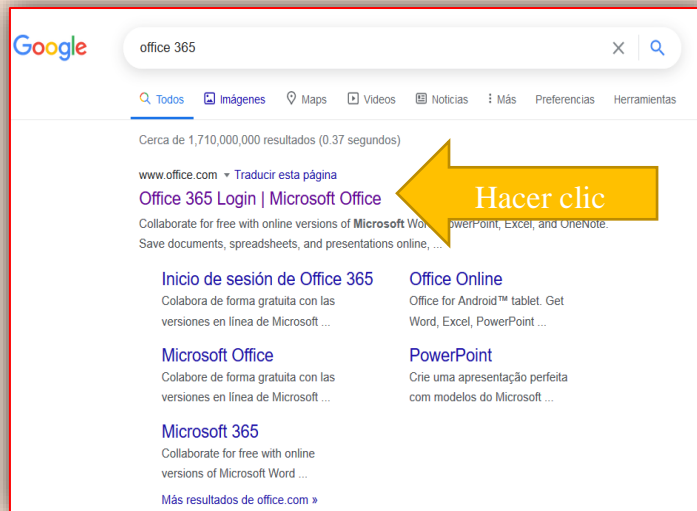 Google
office 365
Todos Imágenes Maps Videos Noticias Más Preferencias Herramientas
Cerca de 1,710,000,000 resultados (0.37 segundos)
www.office.com Traducir esta página
Office 365 Login | Microsoft Office
Hacer clic
Collaborate for free with online versions of Microsoft PowerPoint, Excel, and OneNote.
Save documents, spreadsheets, and presentations online, ...
Inicio de sesión de Office 365
Colabora de forma gratuita con las
versiones en línea de Microsoft ...
Office Online
Office for Android™ tablet. Get
Word, Excel, PowerPoint ...
Microsoft Office
Colabore de forma gratuita con las
versiones en línea de Microsoft ...
PowerPoint
Crie uma apresentação perfeita
com modelos do Microsoft ...
Microsoft 365
Collaborate for free with online
versions of Microsoft Word ...
Más resultados de office.com »